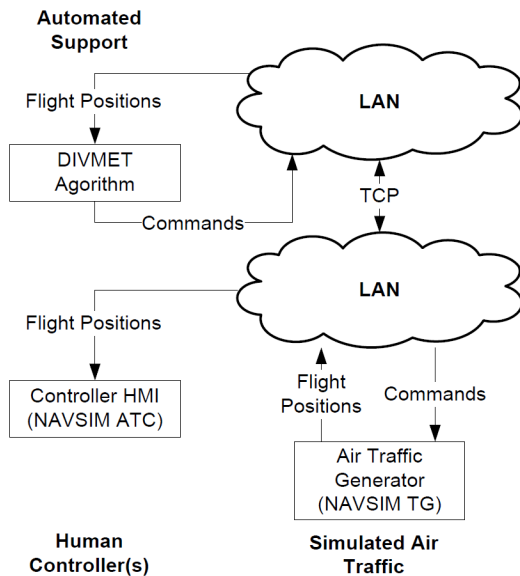 Automated
Support
Flight Positions
LAN
DIVMET
Agorithm
Commands
TCP
LAN
Flight Positions
Controller HMI
(NAVSIM ATC)
Flight
Positions
Commands
Air Traffic
Generator
(NAVSIM TG)
Human
Controller(s)
Simulated Air
Traffic